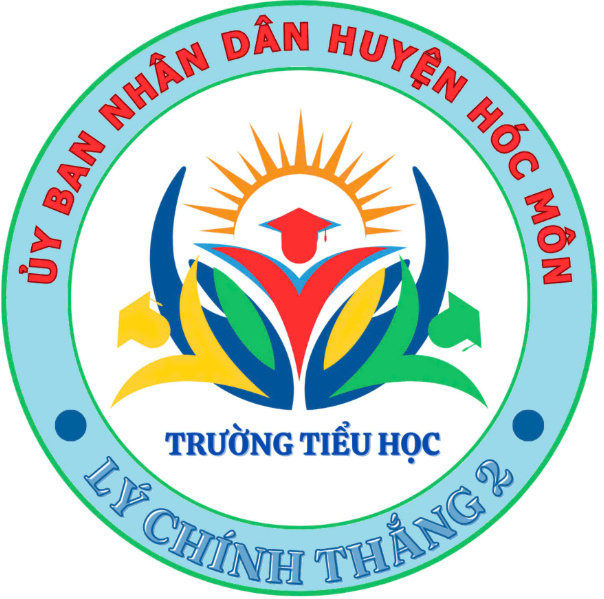 ỦY BAN NHÂN DÂN HUYỆN HÓC MÔN
TRƯỜNG TIỂU HỌC
LÝ CHÍNH THẮNG 2